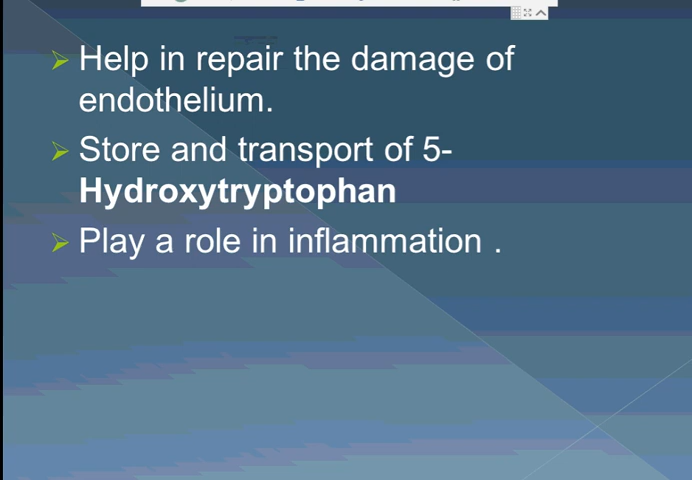 ➢ Help in repair the damage of
endothelium.
➢ Store and transport of 5-
Hydroxytryptophan
➢ Play a role in inflammation .